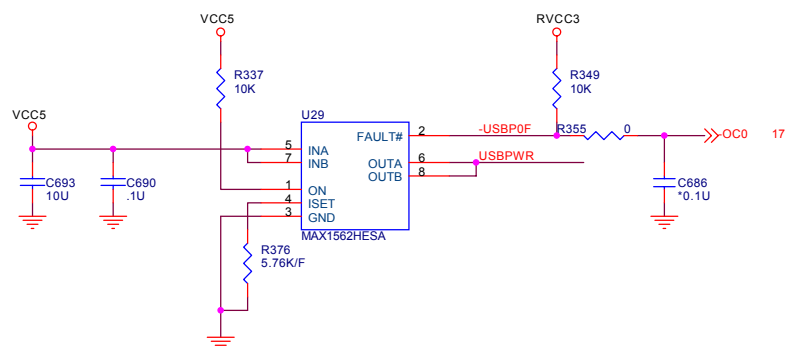 VCC5
RVCC3
R337
10K
R349
10K
VCC5
U29
FAULT#
2
-USBP0F
R355
0
-OC0
17
5
INA
7
INB
OUTA
6
USBPWR
OUTB
8
C693
10U
C690
.1U
1
ON
4
ISET
3
GND
C686
*0.1U
MAX1562HESA
R376
5.76K/F